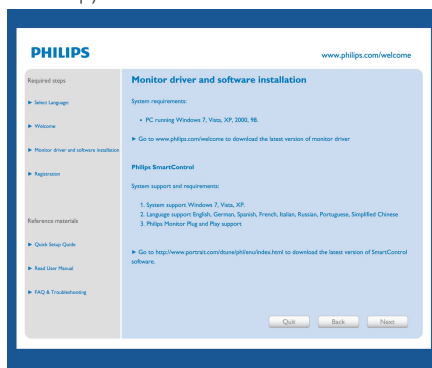 PHILIPS
www.philips.com/welcome
Required steps
► Select Language
► Welcome
► Monitor driver and software installation
► Registration
Reference materials
► Quick Setup Guide
► Read User Manual
► FAQ & Troubleshooting
Monitor driver and software installation
System requirements:
• PC running Windows 7, Vista, XP, 2000, 98.
► Go to www.philips.com/welcome to download the latest version of monitor driver
Philips SmartControl
System support and requirements:
1. System support Windows 7, Vista, XP.
2. Language support English, German, Spanish, French, Italian, Russian, Portuguese, Simplified Chinese
3. Philips Monitor Plug and Play support
► Go to http://www.portrait.com/dtune/phl/enu/index.html to download the latest version of SmartControl
software.
Quit
Back
Next